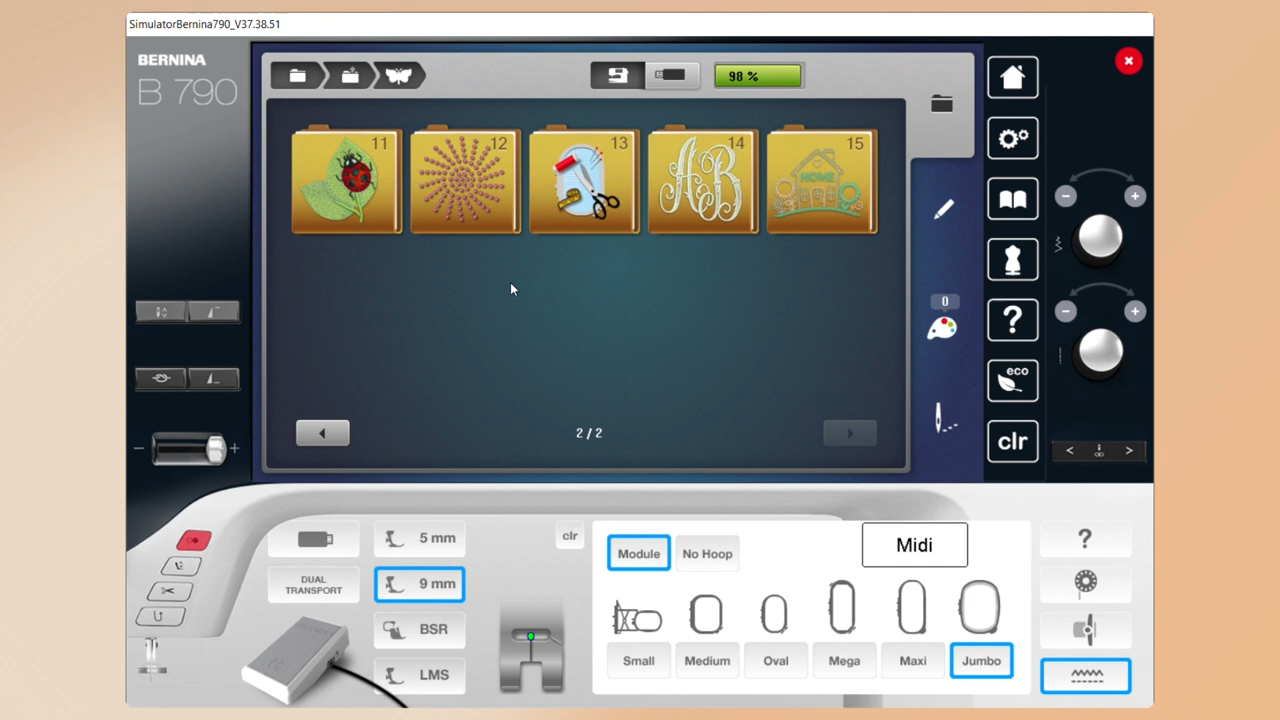 SimulatorBernina790_V37.38.51
BERNINA
B 790
98 %
11
12
13
14
15
AB
HOME
0
2 / 2
?
eco
clr
5 mm
9 mm
BSR
LMS
DUAL
TRANSPORT
clr
Module
No Hoop
Midi
Small
Medium
Oval
Mega
Maxi
Jumbo
?